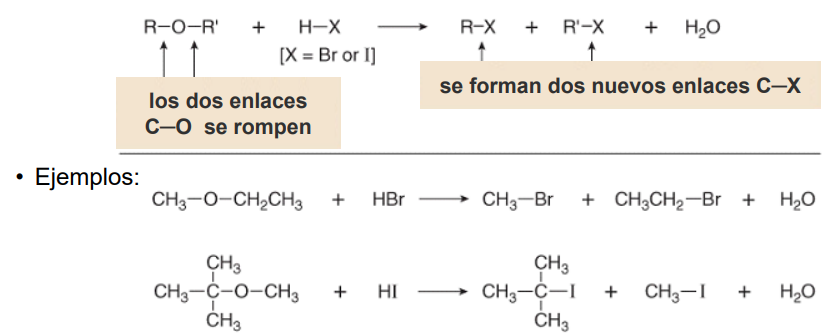 R–O–R' + H–X ⟶ R–X + R'–X + H₂O
[X = Br or I]
los dos enlaces
C–O se rompen
se forman dos nuevos enlaces C–X
• Ejemplos:
CH₃–O–CH₂CH₃ + HBr ⟶ CH₃–Br + CH₃CH₂–Br + H₂O
CH₃ CH₃
CH₃–C–O–CH₃ + HI ⟶ CH₃–C–I + CH₃–I + H₂O
CH₃ CH₃